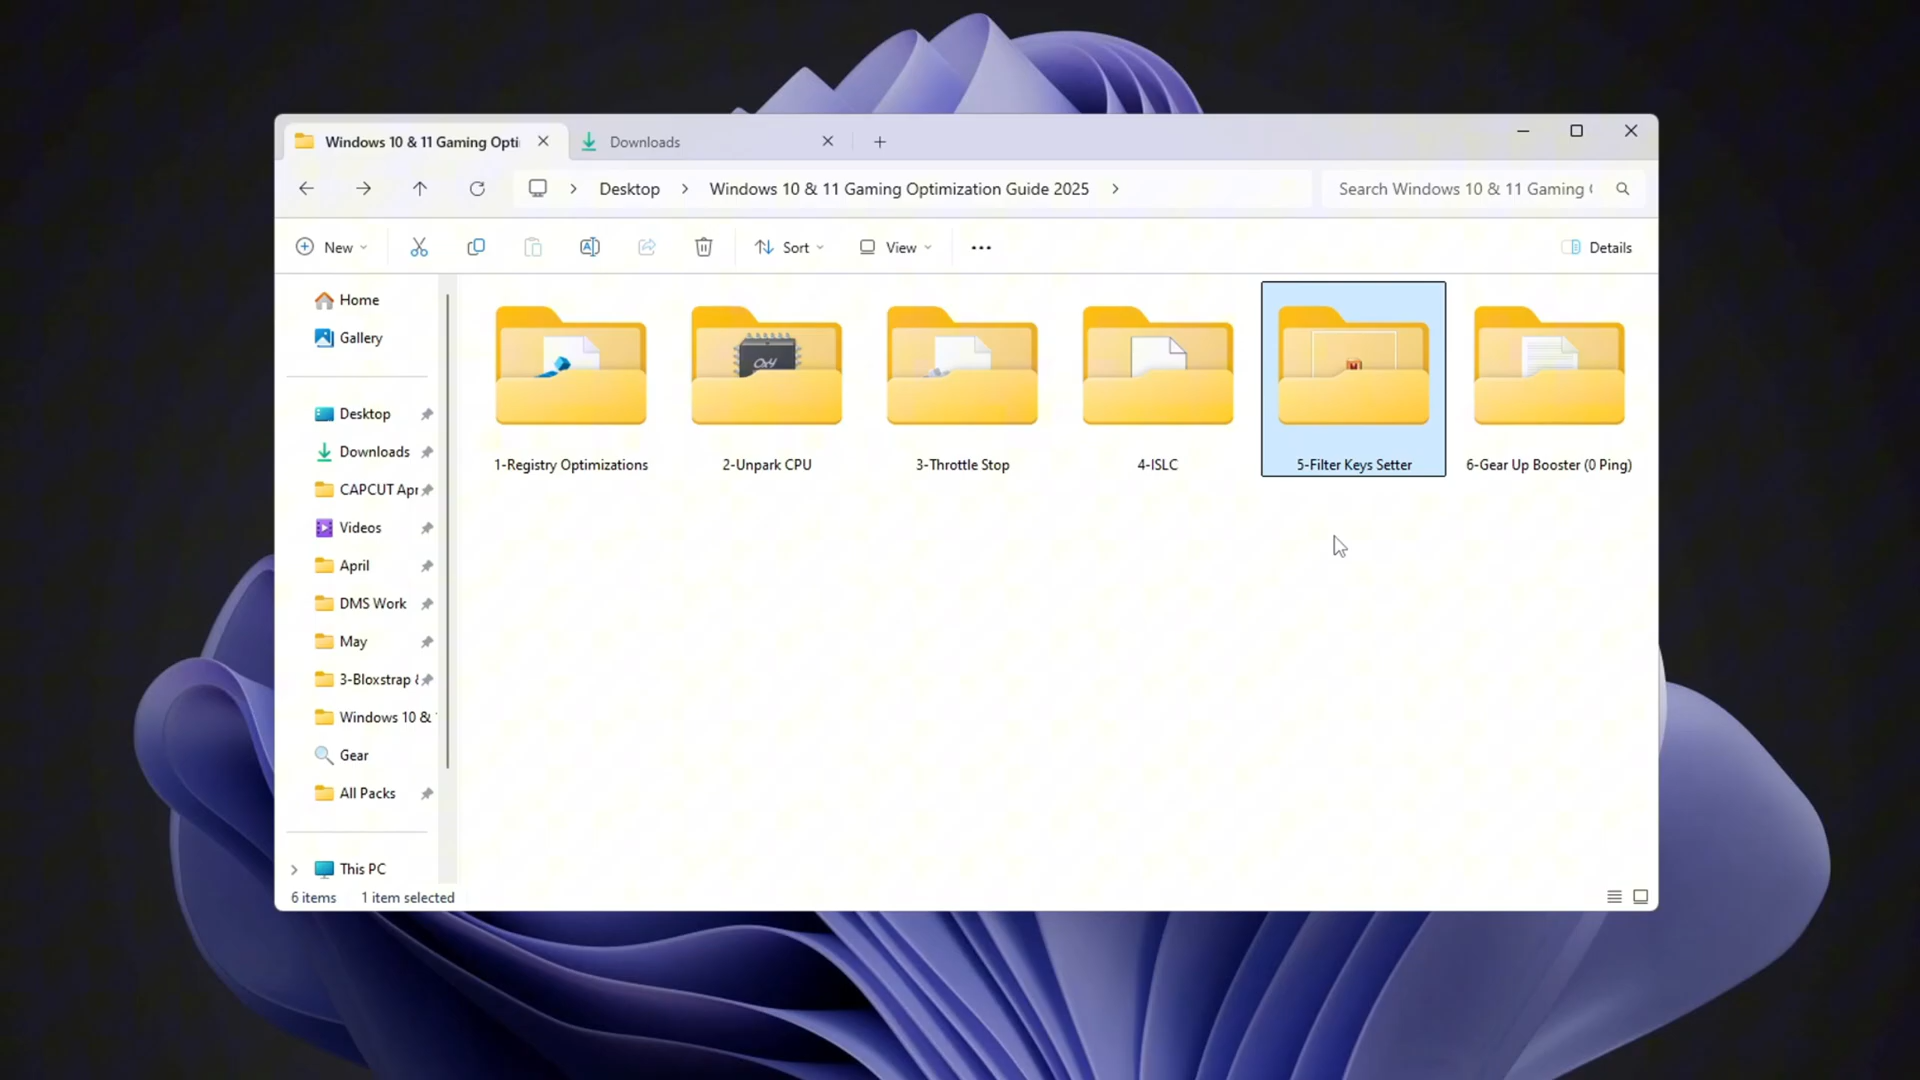 Windows 10 & 11 Gaming Opti
Downloads
Desktop
Windows 10 & 11 Gaming Optimization Guide 2025
Search Windows 10 & 11 Gaming
New
Sort
View
Details
Home
Gallery
Desktop
Downloads
CAPCUT Apr
Videos
April
DMS Work
May
3-Bloxstrap
Windows 10 &
Gear
All Packs
This PC
0x4
1-Registry Optimizations
2-Unpark CPU
3-Throttle Stop
4-ISLC
5-Filter Keys Setter
6-Gear Up Booster (0 Ping)
6 items
1 item selected